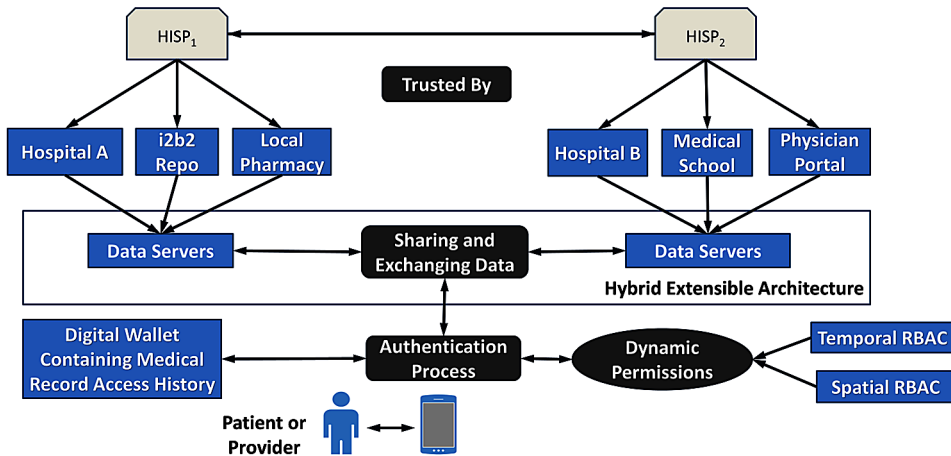 HISP₁
HISP₂
Trusted By
Hospital A
i2b2
Repo
Local
Pharmacy
Hospital B
Medical
School
Physician
Portal
Data Servers
Sharing and
Exchanging Data
Data Servers
Hybrid Extensible Architecture
Digital Wallet
Containing Medical
Record Access History
Authentication
Process
Dynamic
Permissions
Temporal RBAC
Spatial RBAC
Patient or
Provider